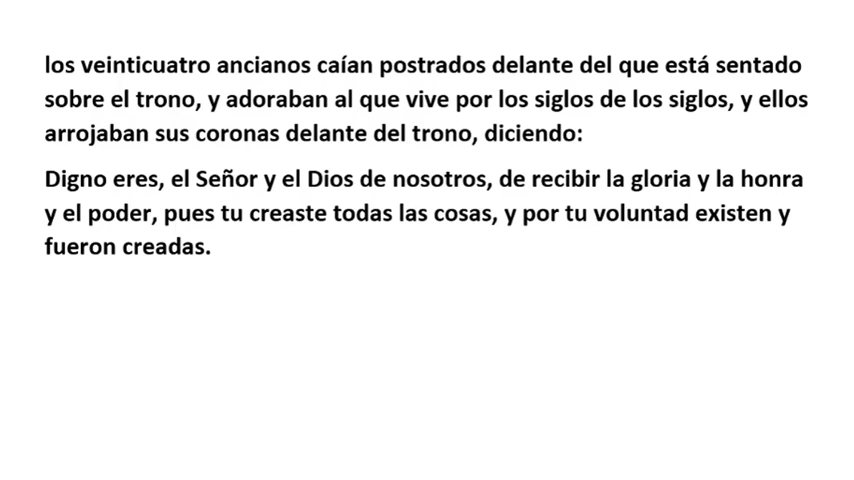 los veinticuatro ancianos caían postrados delante del que está sentado
sobre el trono, y adoraban al que vive por los siglos de los siglos, y ellos
arrojaban sus coronas delante del trono, diciendo:
Digno eres, el Señor y el Dios de nosotros, de recibir la gloria y la honra
y el poder, pues tu creaste todas las cosas, y por tu voluntad existen y
fueron creadas.